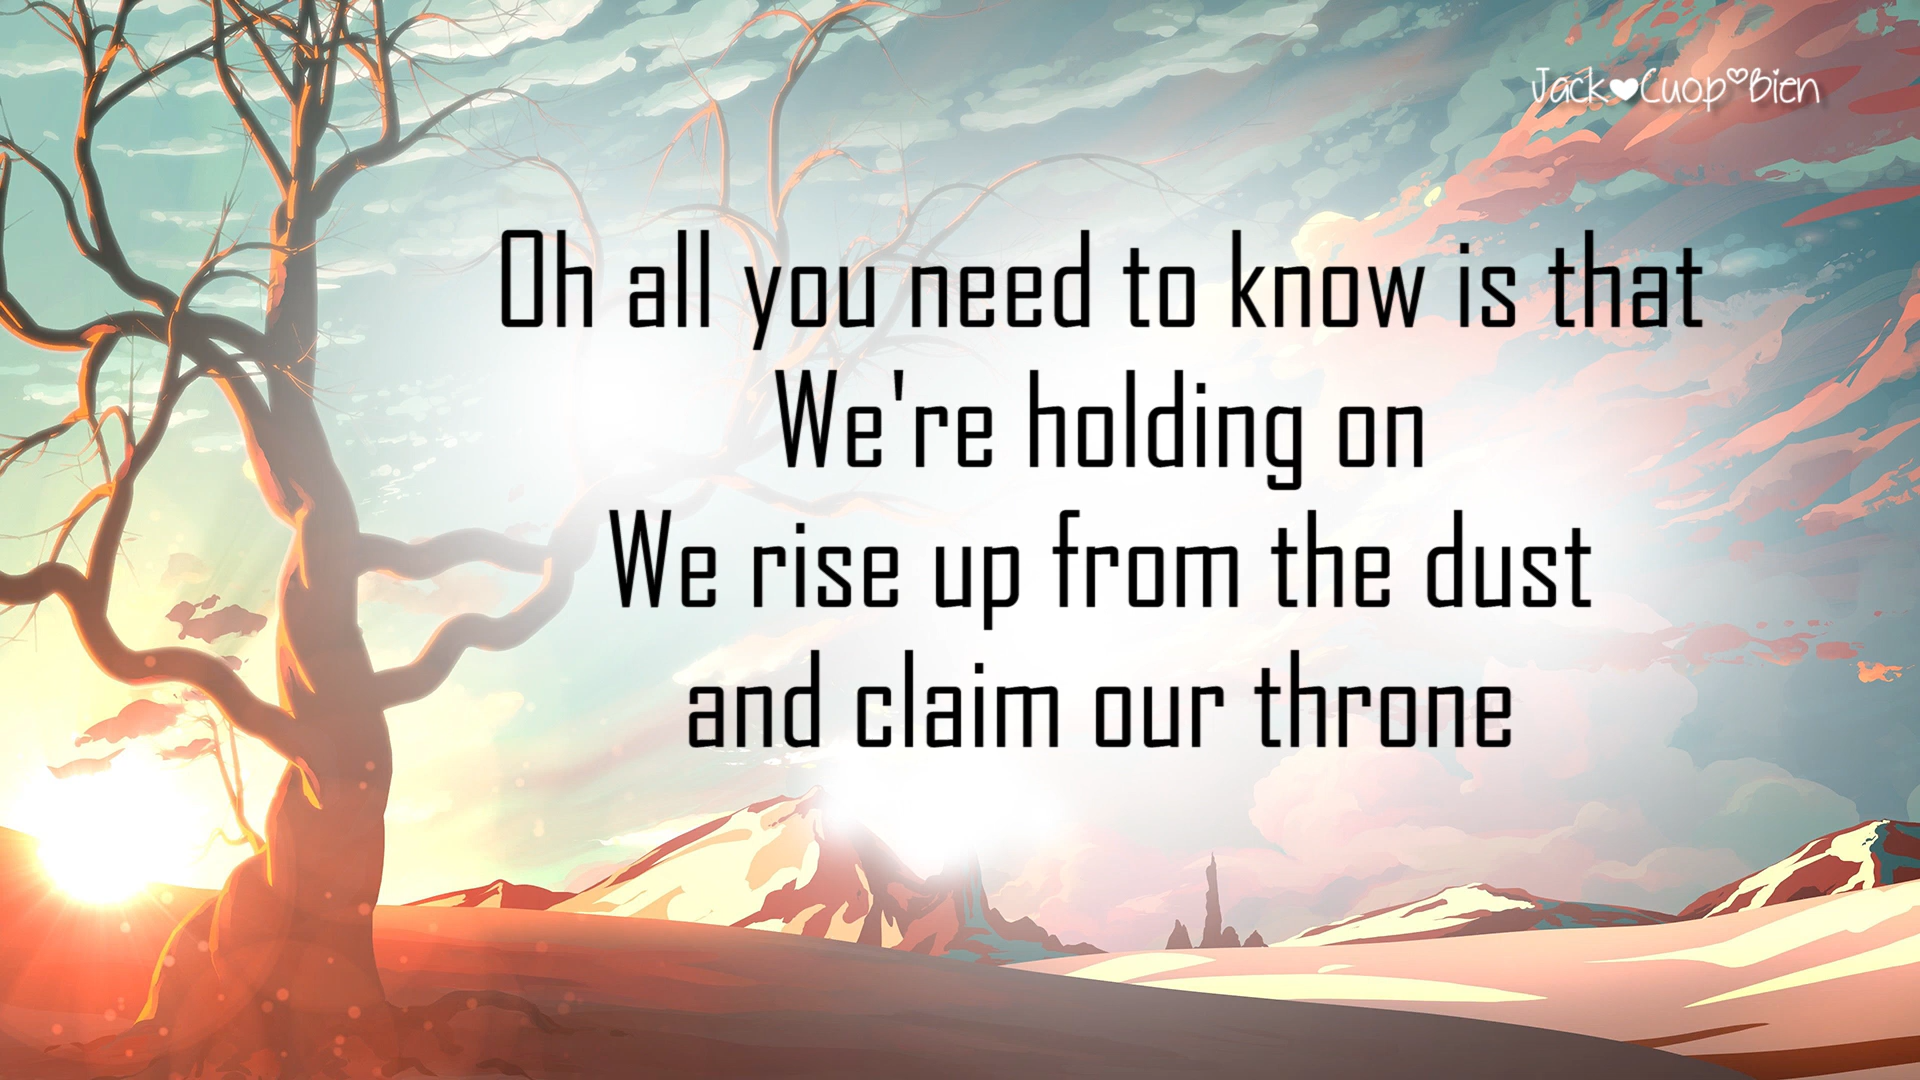 Jack♥Cuop♡Bien
Oh all you need to know is that
We're holding on
We rise up from the dust
and claim our throne